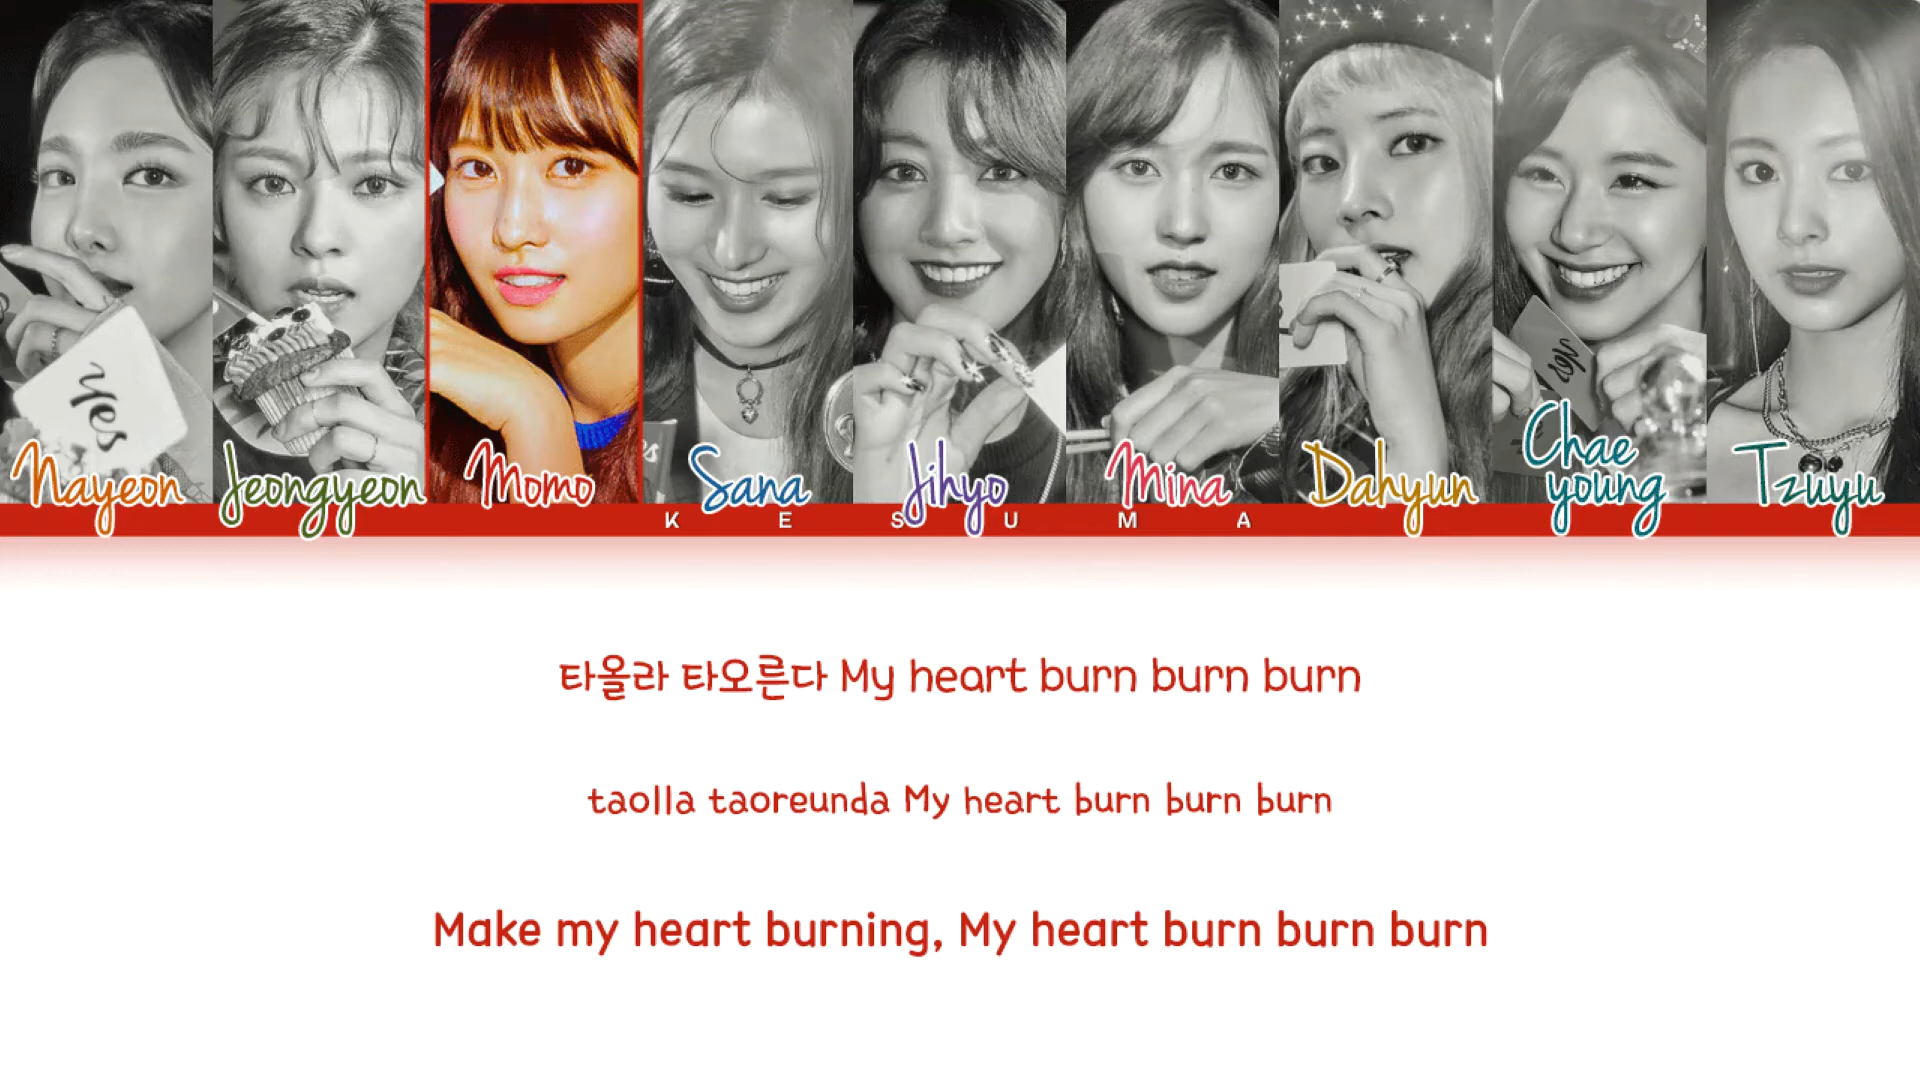 yes
Nayeon
Jeongyeon
Momo
Sana
Jihyo
Mina
Dahyun
Chae
young
Tzuyu
K E S U M A
타올라 타오른다 My heart burn burn burn
taolla taoreunda My heart burn burn burn
Make my heart burning, My heart burn burn burn